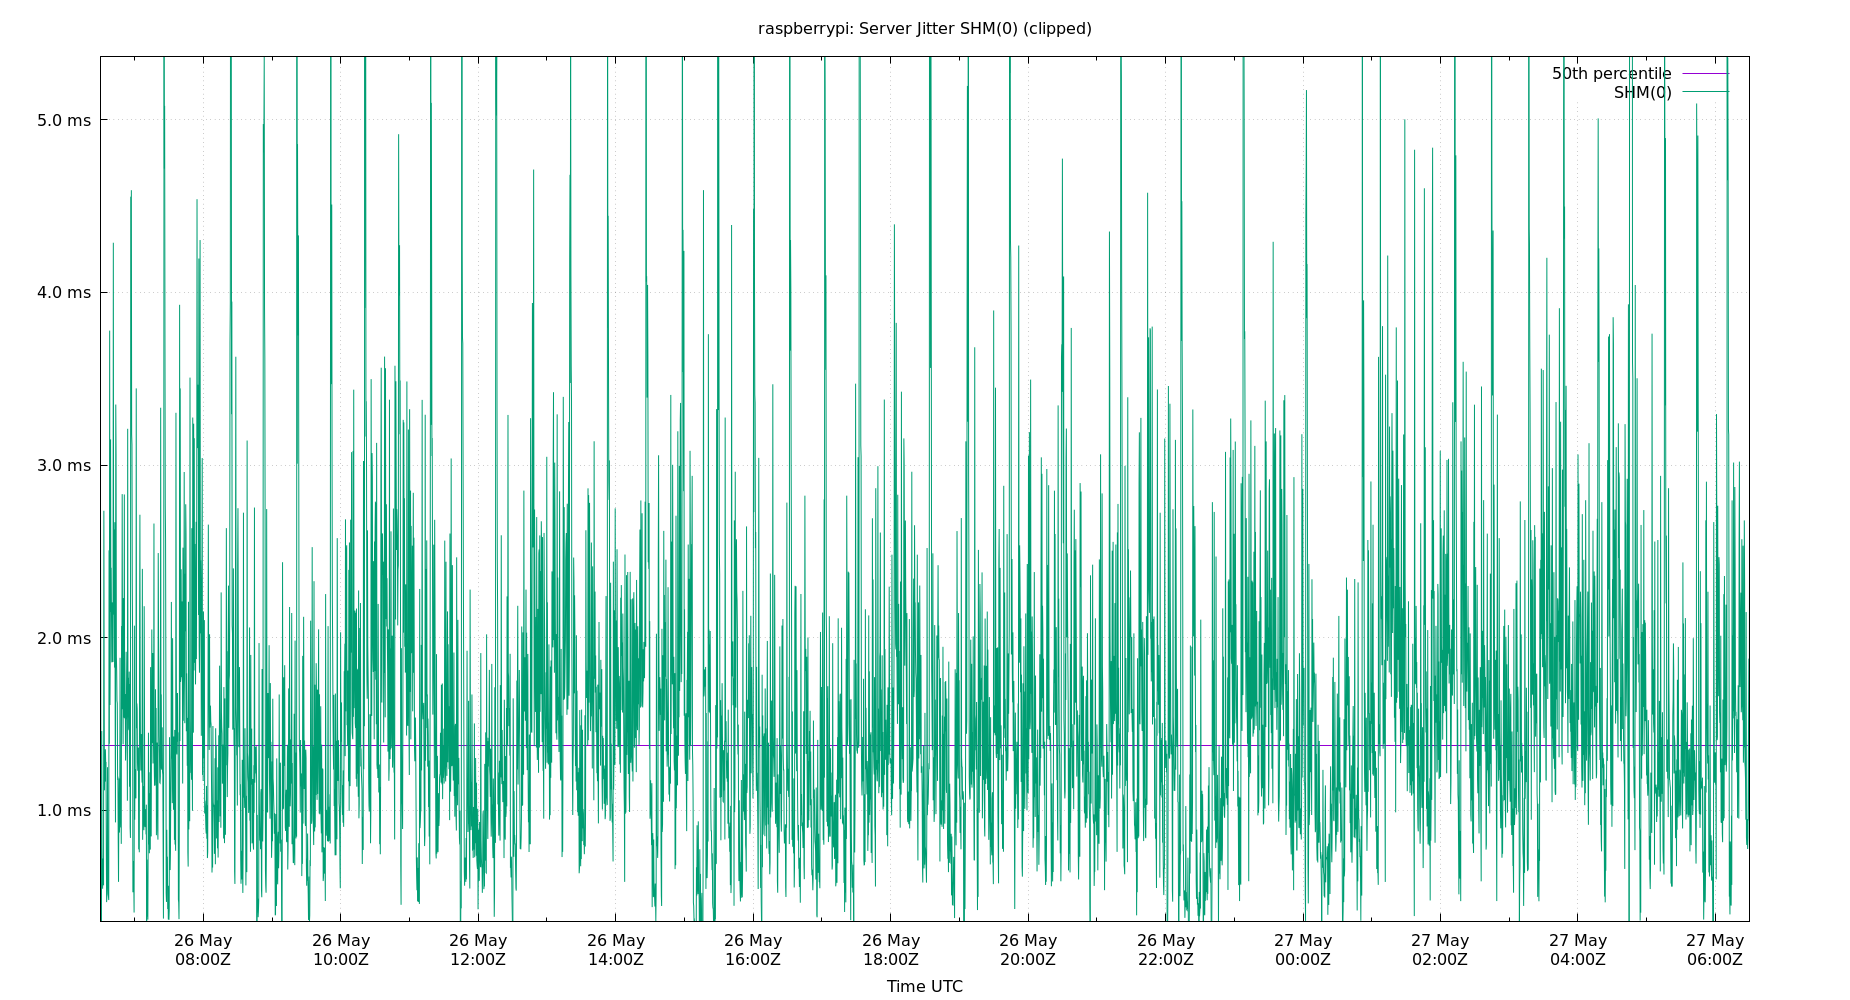 raspberrypi: Server Jitter SHM(0) (clipped)
50th percentile
SHM(0)
5.0 ms
4.0 ms
3.0 ms
2.0 ms
1.0 ms
26 May 26 May 26 May 26 May 26 May 26 May 26 May 26 May 27 May 27 May 27 May 27 May
08:00Z 10:00Z 12:00Z 14:00Z 16:00Z 18:00Z 20:00Z 22:00Z 00:00Z 02:00Z 04:00Z 06:00Z
Time UTC